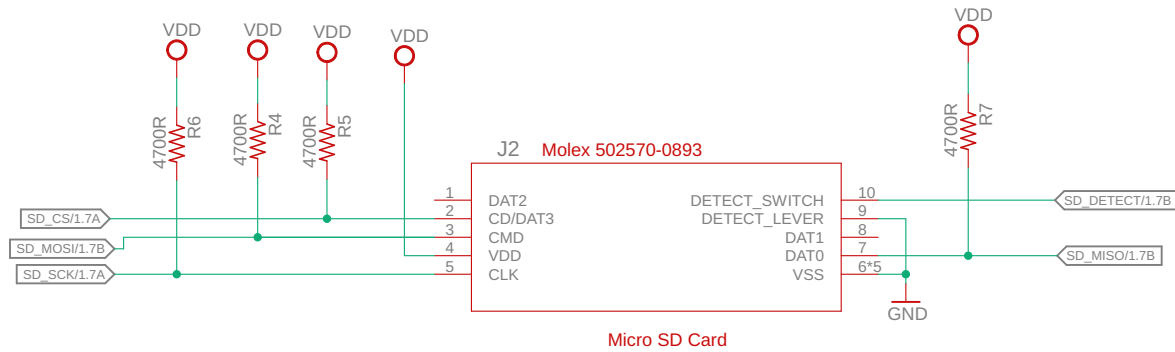 VDD
VDD
VDD
VDD
VDD
4700R
R6
4700R
R4
4700R
R5
4700R
R7
J2
Molex 502570-0893
SD_CS/1.7A
SD_MOSI/1.7B
SD_SCK/1.7A
1
DAT2
2
CD/DAT3
3
CMD
4
VDD
5
CLK
DETECT_SWITCH
10
DETECT_LEVER
9
DAT1
8
DAT0
7
VSS
6*5
SD_DETECT/1.7B
SD_MISO/1.7B
GND
Micro SD Card